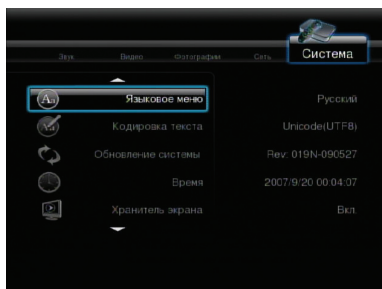 Звук Видео Фотографии Сеть Система
Языковое меню Русский
Кодировка текста Unicode(UTF8)
Обновление системы Rev: 019N-090527
Время 2007/9/20 00:04:07
Хранитель экрана Вкл.